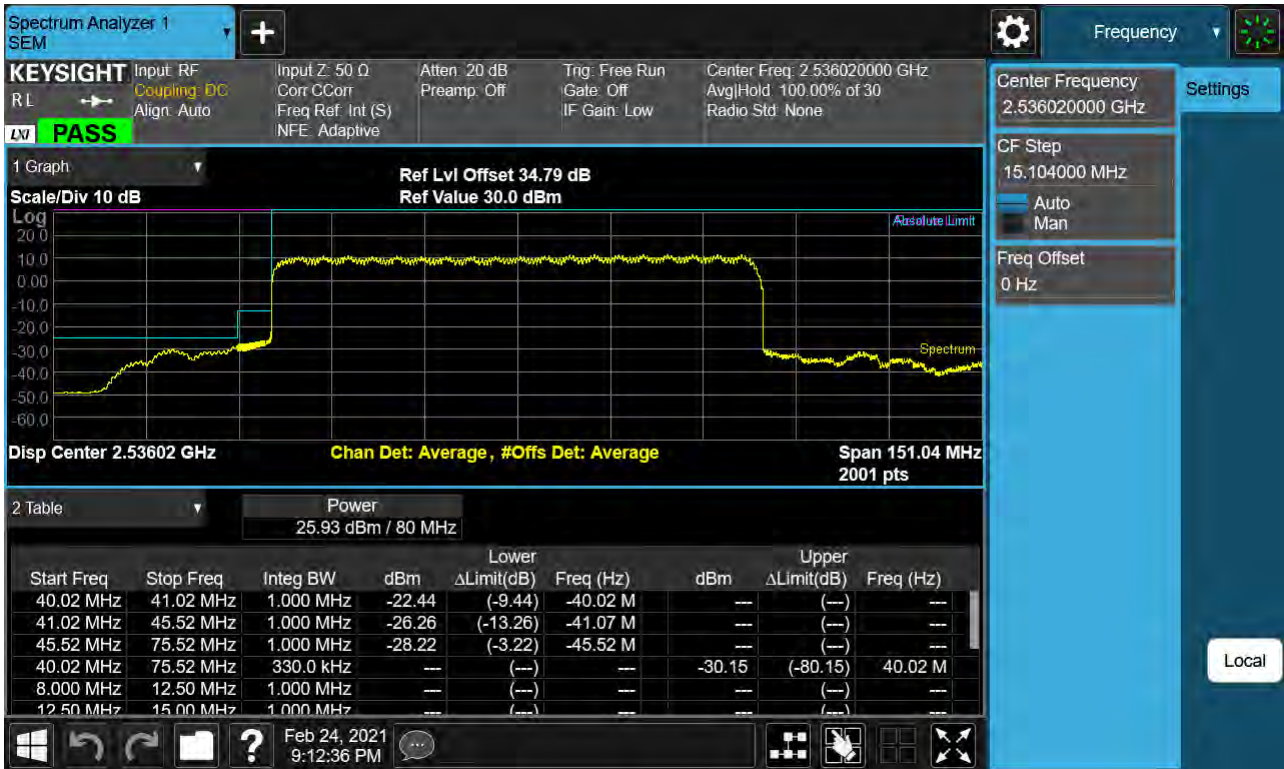 Spectrum Analyzer 1
SEM
Frequency
KEYSIGHT Input: RF Input Z: 50 Ω Atten: 20 dB Trig: Free Run Center Freq: 2.536020000 GHz
RL Coupling: DC Corr CCorr Preamp: Off Gate: Off Avg|Hold: 100.00% of 30
Align: Auto Freq Ref: Int (S) IF Gain: Low Radio Std: None
LXI PASS NFE: Adaptive
Center Frequency
2.536020000 GHz
Settings
CF Step
15.104000 MHz
Auto
Man
Freq Offset
0 Hz
Local
1 Graph
Ref Lvl Offset 34.79 dB
Scale/Div 10 dB Ref Value 30.0 dBm
Log
Limit
20.0
10.0
0.00
-10.0
-20.0
-30.0
Spectrum
-40.0
-50.0
-60.0
Disp Center 2.53602 GHz Chan Det: Average, #Offs Det: Average Span 151.04 MHz
2001 pts
2 Table Power
25.93 dBm / 80 MHz
Lower Upper
Start Freq Stop Freq Integ BW dBm ΔLimit(dB) Freq (Hz) dBm ΔLimit(dB) Freq (Hz)
40.02 MHz 41.02 MHz 1.000 MHz -22.44 (-9.44) -40.02 M --- (---) ---
41.02 MHz 45.52 MHz 1.000 MHz -26.26 (-13.26) -41.07 M --- (---) ---
45.52 MHz 75.52 MHz 1.000 MHz -28.22 (-3.22) -45.52 M --- (---) ---
40.02 MHz 75.52 MHz 330.0 kHz --- (---) --- -30.15 (-80.15) 40.02 M
8.000 MHz 12.50 MHz 1.000 MHz --- (---) --- --- (---) ---
12.50 MHz 15.00 MHz 1.000 MHz --- (---) --- --- (---) ---
Feb 24, 2021
9:12:36 PM